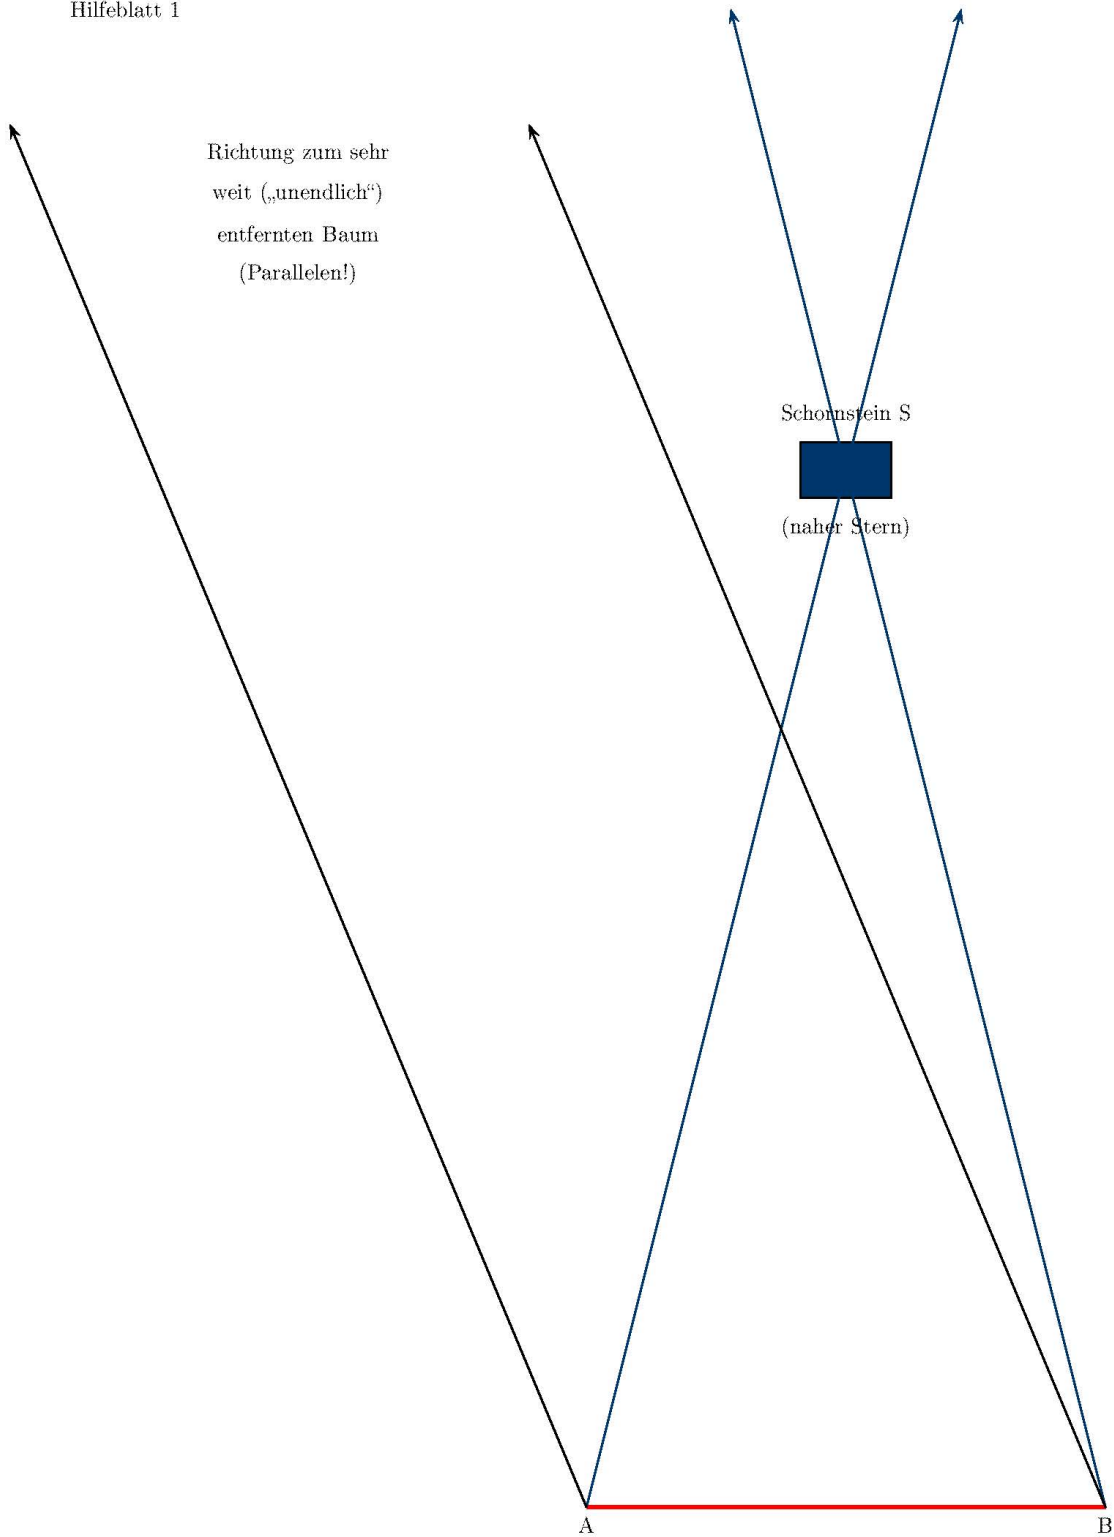 Hilfeblatt 1
Richtung zum sehr
weit („unendlich“)
entfernten Baum
(Parallelen!)
Schornstein S
(naher Stern)
A
B